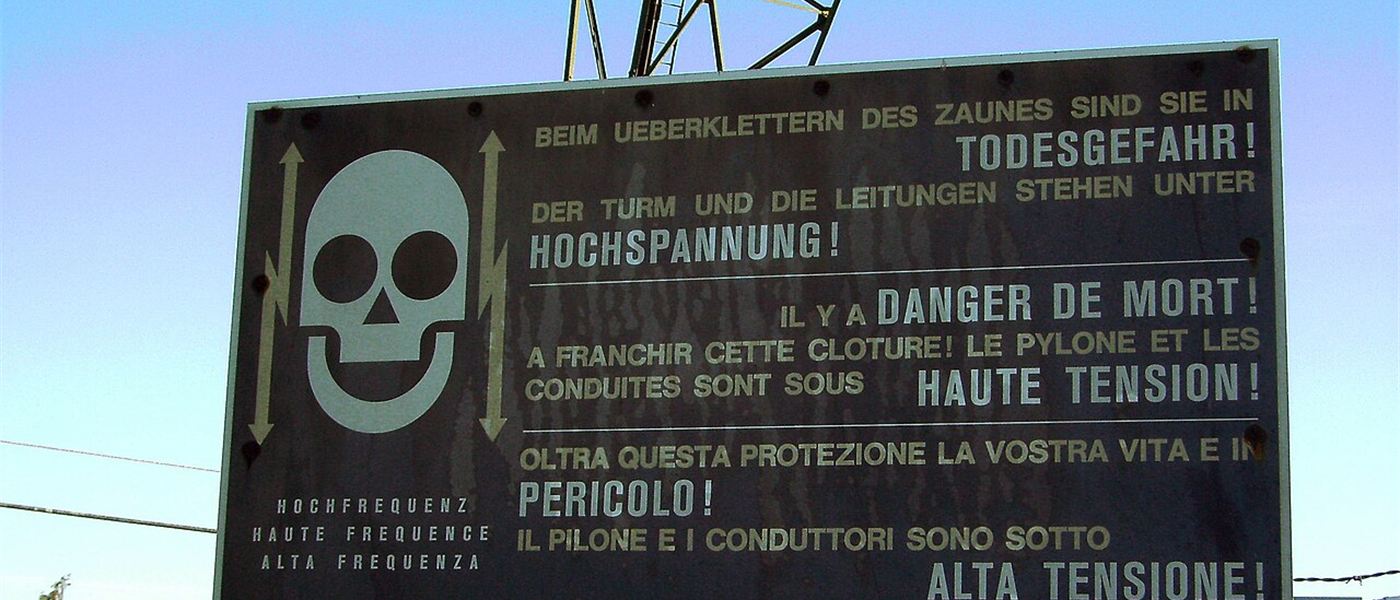 BEIM UEBERKLETTERN DES ZAUNES SIND SIE IN
TODESGEFAHR!
DER TURM UND DIE LEITUNGEN STEHEN UNTER
HOCHSPANNUNG!
IL Y A DANGER DE MORT!
A FRANCHIR CETTE CLOTURE! LE PYLONE ET LES
CONDUITES SONT SOUS HAUTE TENSION!
OLTRA QUESTA PROTEZIONE LA VOSTRA VITA E IN
PERICOLO!
IL PILONE E I CONDUTTORI SONO SOTTO
ALTA TENSIONE!
HOCHFREQUENZ
HAUTE FREQUENCE
ALTA FREQUENZA